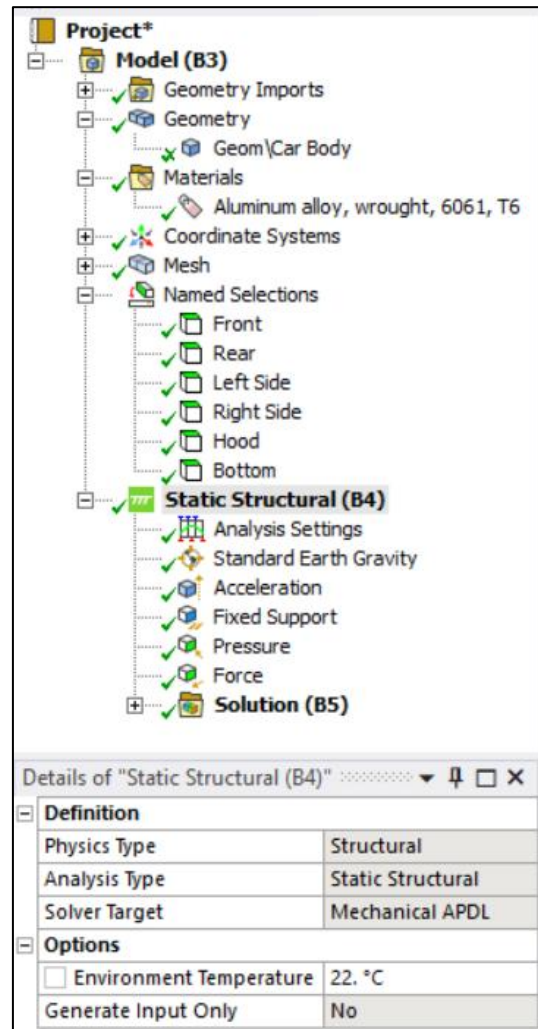 Project*
Model (B3)
Geometry Imports
Geometry
Geom\Car Body
Materials
Aluminum alloy, wrought, 6061, T6
Coordinate Systems
Mesh
Named Selections
Front
Rear
Left Side
Right Side
Hood
Bottom
Static Structural (B4)
Analysis Settings
Standard Earth Gravity
Acceleration
Fixed Support
Pressure
Force
Solution (B5)
Details of "Static Structural (B4)"
Definition
Physics Type Structural
Analysis Type Static Structural
Solver Target Mechanical APDL
Options
Environment Temperature 22. °C
Generate Input Only No